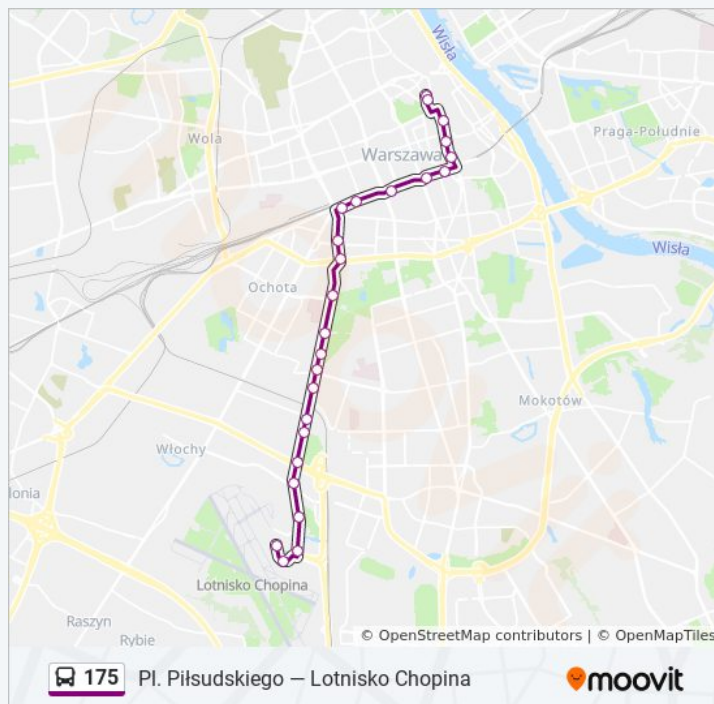 Wisła
Wola
Praga-Południe
Warszawa
Wisła
Ochota
Mokotów
Włochy
lonia
Lotnisko Chopina
Raszyn
Rybie
© OpenStreetMap contributors | © OpenMapTiles
175 Pl. Piłsudskiego — Lotnisko Chopina moovit